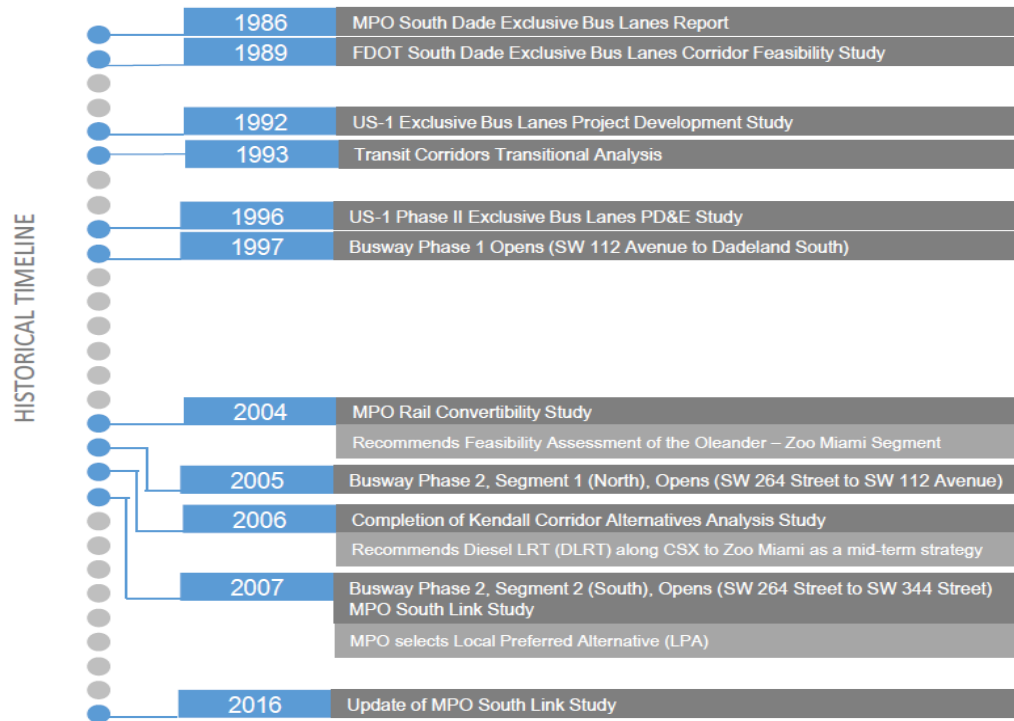 HISTORICAL TIMELINE
1986
MPO South Dade Exclusive Bus Lanes Report
1989
FDOT South Dade Exclusive Bus Lanes Corridor Feasibility Study
1992
US-1 Exclusive Bus Lanes Project Development Study
1993
Transit Corridors Transitional Analysis
1996
US-1 Phase II Exclusive Bus Lanes PD&E Study
1997
Busway Phase 1 Opens (SW 112 Avenue to Dadeland South)
2004
MPO Rail Convertibility Study
Recommends Feasibility Assessment of the Oleander – Zoo Miami Segment
2005
Busway Phase 2, Segment 1 (North), Opens (SW 264 Street to SW 112 Avenue)
2006
Completion of Kendall Corridor Alternatives Analysis Study
Recommends Diesel LRT (DLRT) along CSX to Zoo Miami as a mid-term strategy
2007
Busway Phase 2, Segment 2 (South), Opens (SW 264 Street to SW 344 Street)
MPO South Link Study
MPO selects Local Preferred Alternative (LPA)
2016
Update of MPO South Link Study